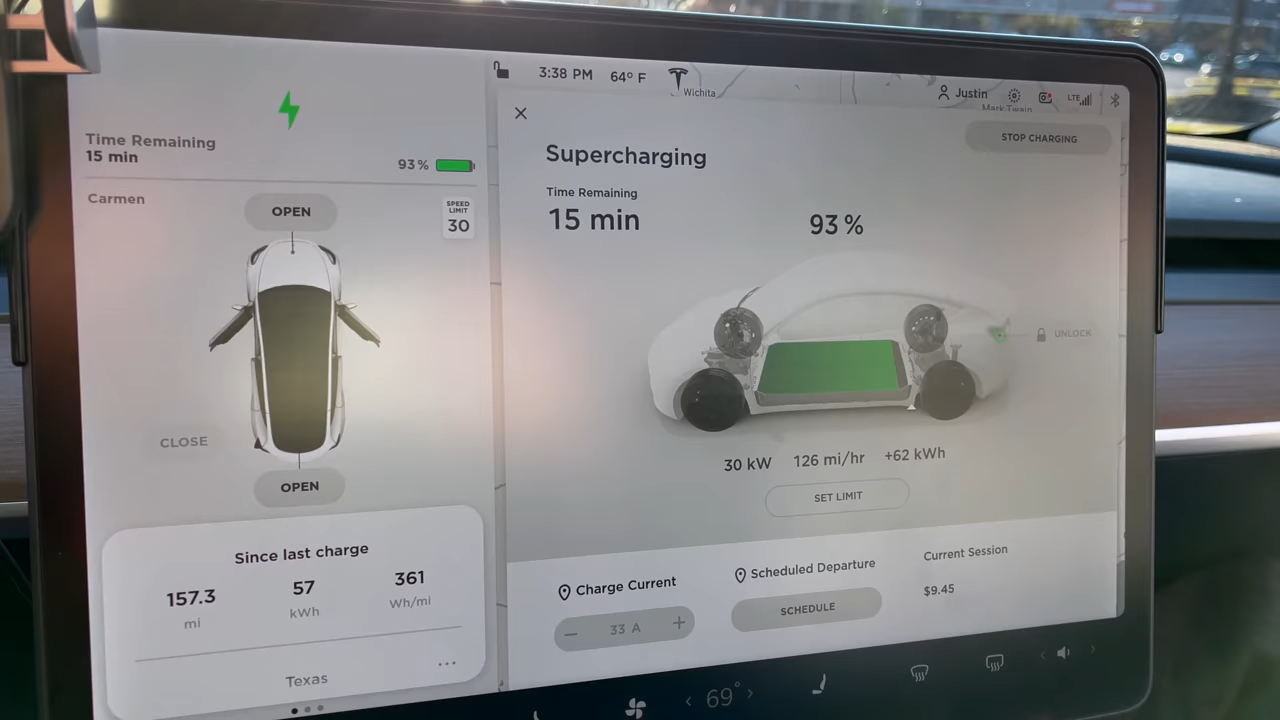 3:38 PM 64° F
Wichita
Justin
LTE
Mark Twain
Time Remaining
15 min
93 %
Carmen
OPEN
SPEED
LIMIT
30
CLOSE
OPEN
Since last charge
157.3 57 361
mi kWh Wh/mi
Texas
STOP CHARGING
Supercharging
Time Remaining
15 min
93 %
UNLOCK
30 kW 126 mi/hr +62 kWh
SET LIMIT
Charge Current
33 A
Scheduled Departure
SCHEDULE
Current Session
$9.45
69°